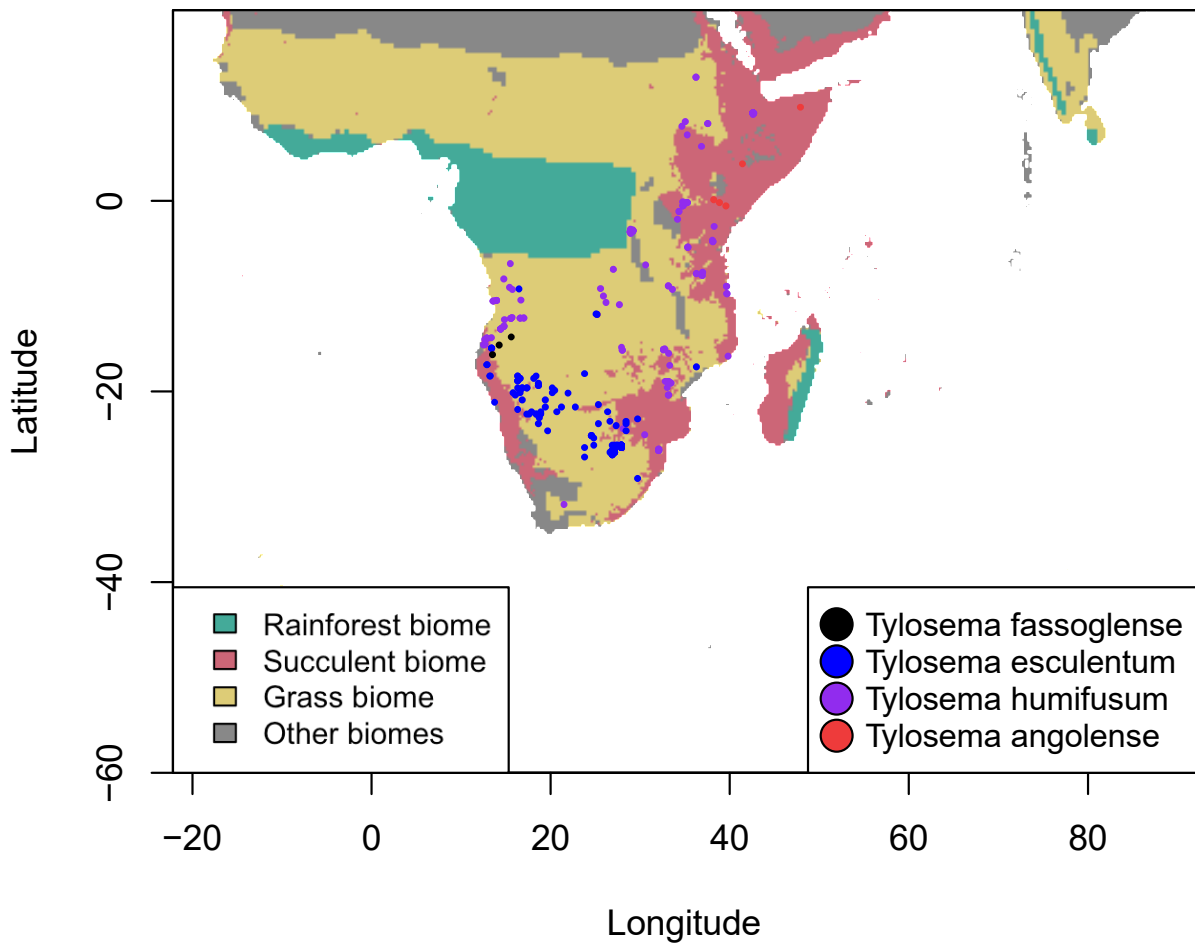 0
−20
−40
−60
Latitude
Rainforest biome
Succulent biome
Grass biome
Other biomes
Tylosema fassoglense
Tylosema esculentum
Tylosema humifusum
Tylosema angolense
−20
0
20
40
60
80
Longitude